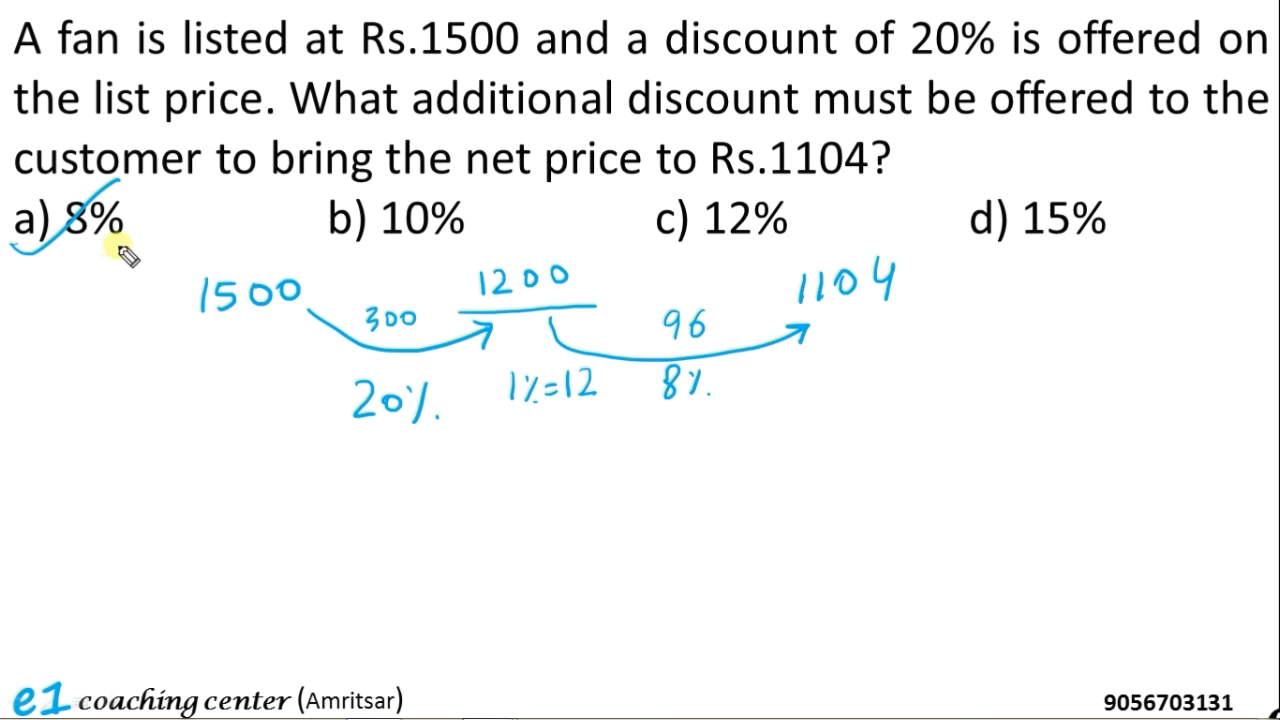 A fan is listed at Rs.1500 and a discount of 20% is offered on
the list price. What additional discount must be offered to the
customer to bring the net price to Rs.1104?
a) 8% b) 10% c) 12% d) 15%
1500 300 1200 96 1104
20% 1%=12 8%
e1 coaching center (Amritsar) 9056703131